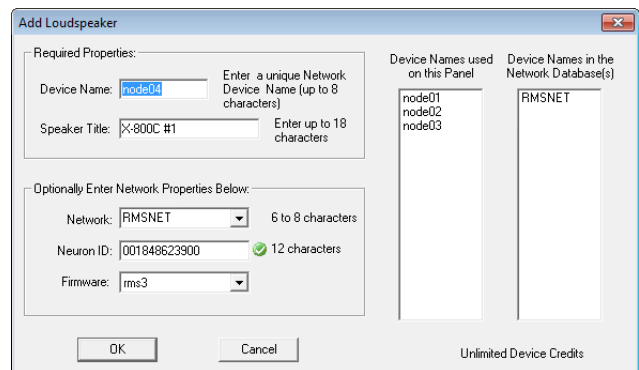 Add Loudspeaker
Required Properties:
Device Name: node04
Enter a unique Network
Device Name (up to 8
characters)
Speaker Title: X-800C #1
Enter up to 18
characters
Optionally Enter Network Properties Below:
Network: RMSNET 6 to 8 characters
Neuron ID: 001848623900 12 characters
Firmware: rms3
OK Cancel
Device Names used
on this Panel
node01
node02
node03
Device Names in the
Network Database(s)
RMSNET
Unlimited Device Credits